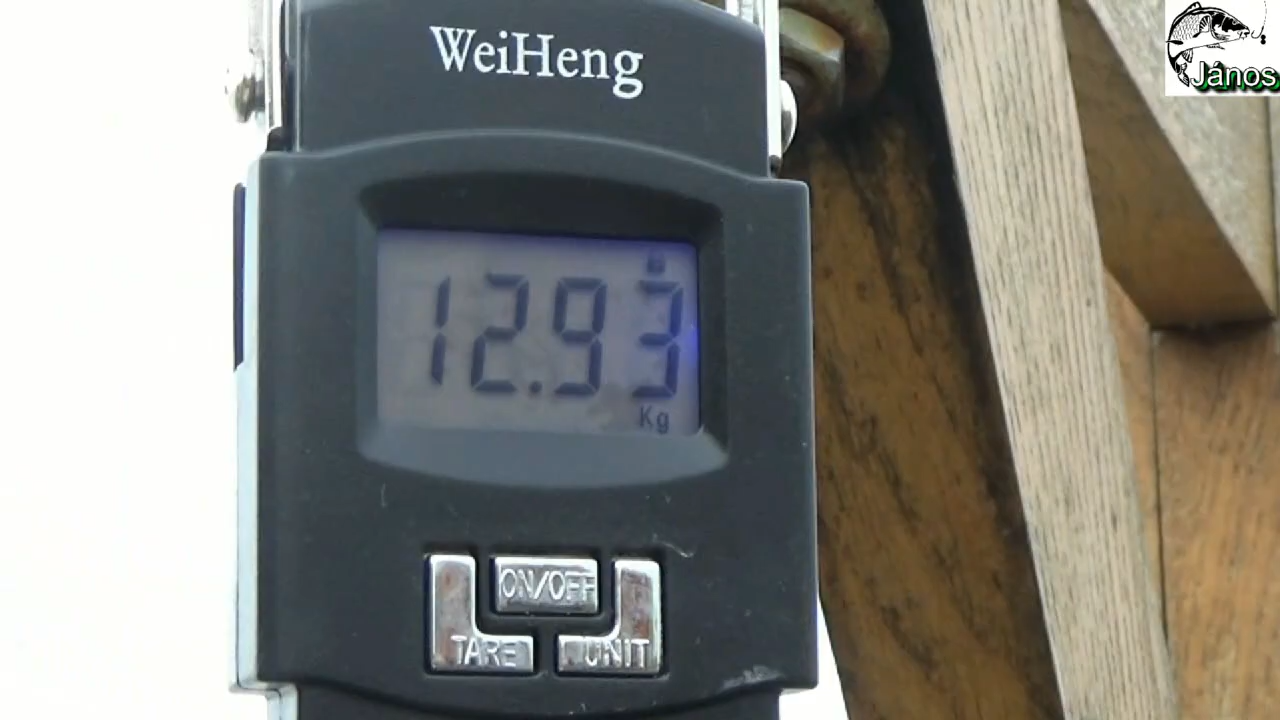 János
WeiHeng
12.93
Kg
ON/OFF
TARE
UNIT